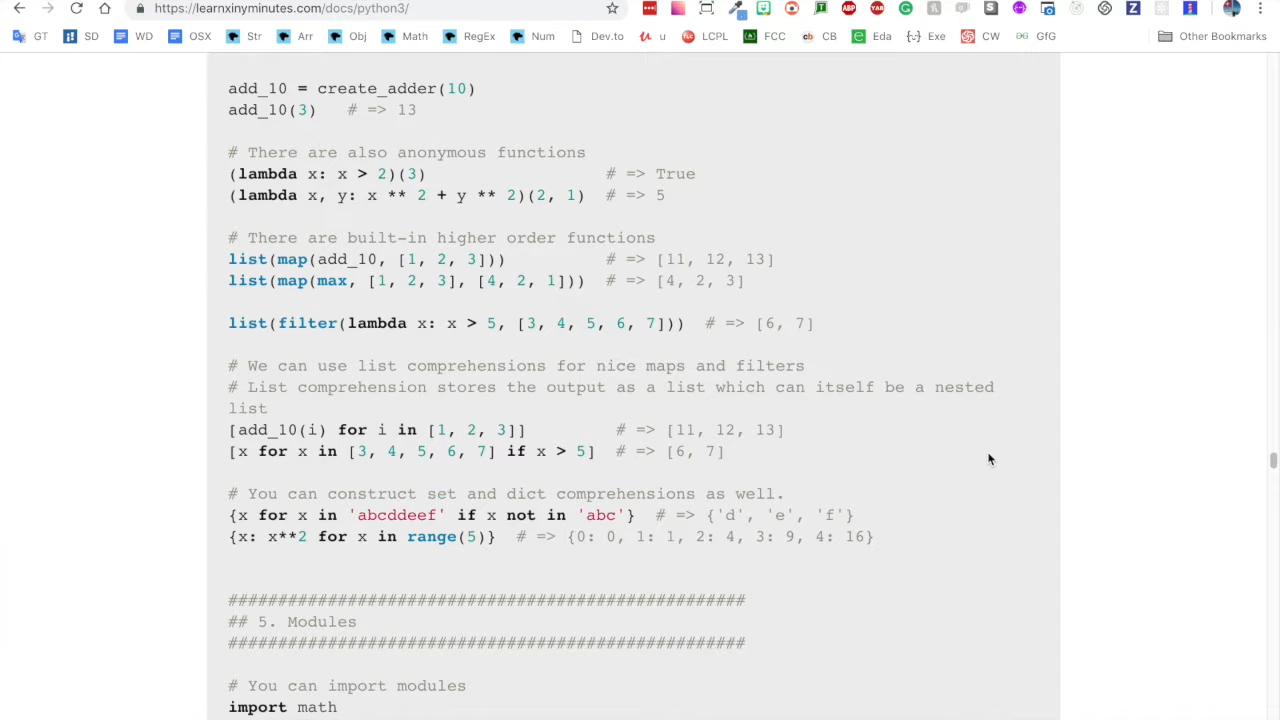 https://learnxinyminutes.com/docs/python3/
GT SD WD OSX Str Arr Obj Math RegEx Num Dev.to u LCPL FCC CB Eda Exe CW GfG Other Bookmarks
add_10 = create_adder(10)
add_10(3)   # => 13
# There are also anonymous functions
(lambda x: x > 2)(3)                  # => True
(lambda x, y: x ** 2 + y ** 2)(2, 1)  # => 5
# There are built-in higher order functions
list(map(add_10, [1, 2, 3]))          # => [11, 12, 13]
list(map(max, [1, 2, 3], [4, 2, 1]))  # => [4, 2, 3]
list(filter(lambda x: x > 5, [3, 4, 5, 6, 7]))  # => [6, 7]
# We can use list comprehensions for nice maps and filters
# List comprehension stores the output as a list which can itself be a nested
list
[add_10(i) for i in [1, 2, 3]]         # => [11, 12, 13]
[x for x in [3, 4, 5, 6, 7] if x > 5]  # => [6, 7]
# You can construct set and dict comprehensions as well.
{x for x in 'abcddeef' if x not in 'abc'}  # => {'d', 'e', 'f'}
{x: x**2 for x in range(5)}  # => {0: 0, 1: 1, 2: 4, 3: 9, 4: 16}
####################################################
## 5. Modules
####################################################
# You can import modules
import math